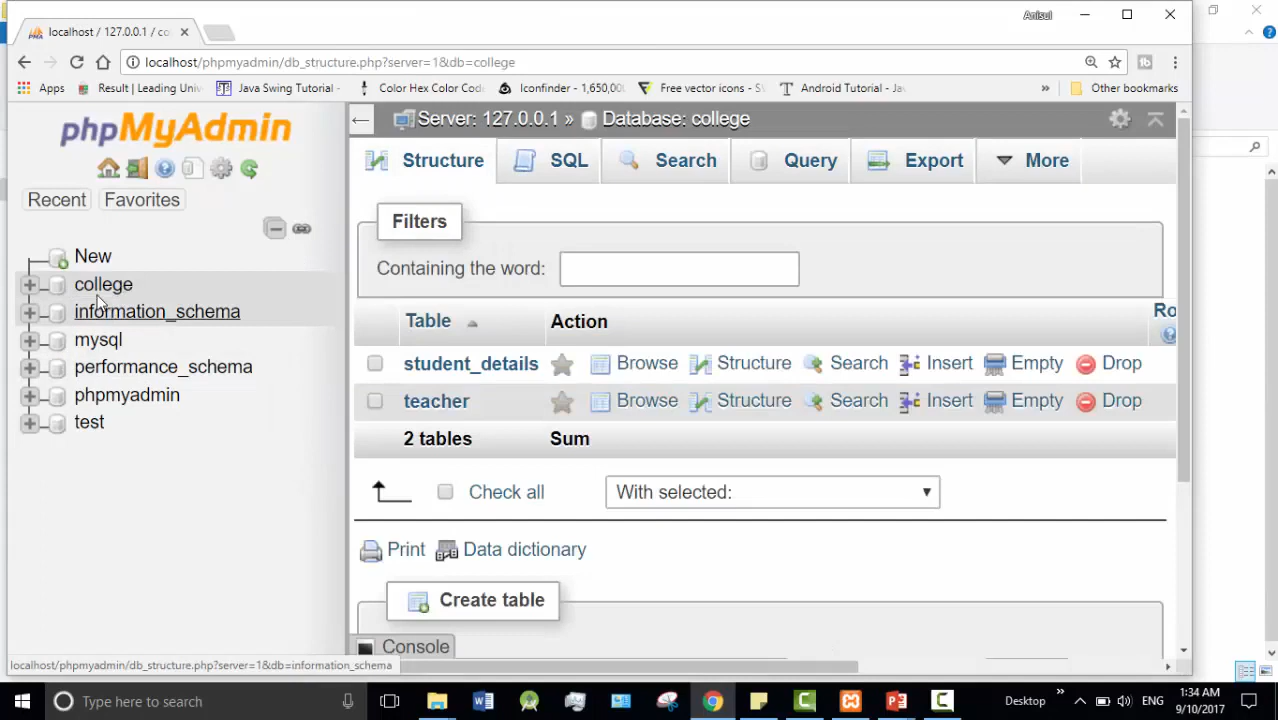 Anisul
localhost / 127.0.0.1 / co
localhost/phpmyadmin/db_structure.php?server=1&db=college
Apps Result | Leading Univ Java Swing Tutorial - Color Hex Color Code Iconfinder - 1,650,00 Free vector icons - SV Android Tutorial - Jav » Other bookmarks
phpMyAdmin
Server: 127.0.0.1 » Database: college
Structure SQL Search Query Export More
Recent Favorites
Filters
Containing the word:
New
college
information_schema
mysql
performance_schema
phpmyadmin
test
Table Action Ro
student_details Browse Structure Search Insert Empty Drop
teacher Browse Structure Search Insert Empty Drop
2 tables Sum
Check all With selected:
Print Data dictionary
Create table
Console
localhost/phpmyadmin/db_structure.php?server=1&db=information_schema
Type here to search
Desktop » ENG 1:34 AM
9/10/2017